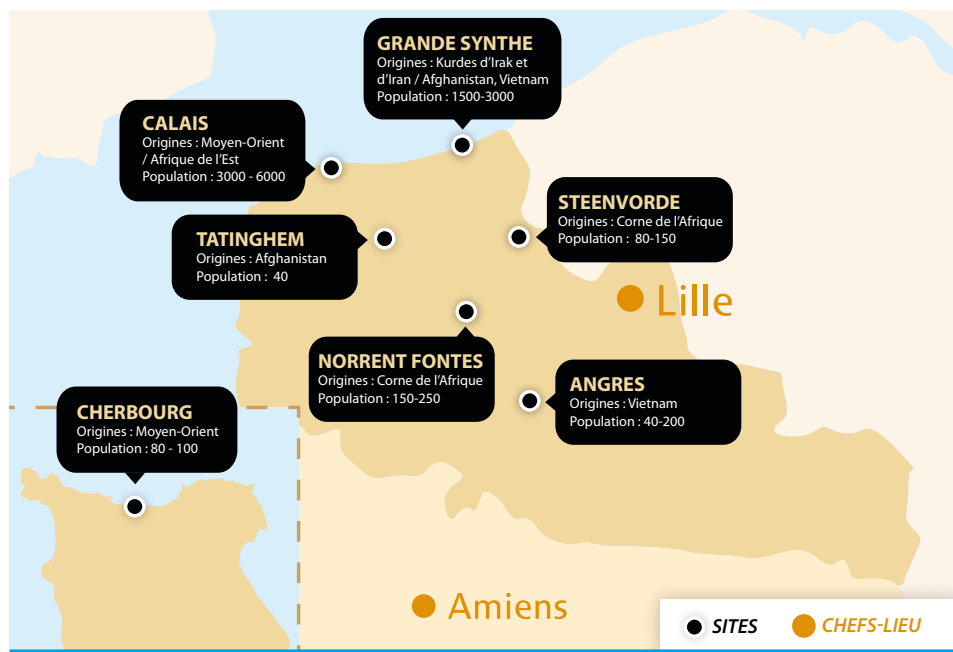 GRANDE SYNTHE
Origines : Kurdes d'Irak et
d'Iran / Afghanistan, Vietnam
Population : 1500-3000
CALAIS
Origines : Moyen-Orient
/ Afrique de l'Est
Population : 3000 - 6000
STEENVORDE
Origines : Corne de l'Afrique
Population : 80-150
TATINGHEM
Origines : Afghanistan
Population : 40
Lille
NORRENT FONTES
Origines : Corne de l'Afrique
Population : 150-250
ANGRES
Origines : Vietnam
Population : 40-200
CHERBOURG
Origines : Moyen-Orient
Population : 80 - 100
Amiens
SITES
CHEFS-LIEU